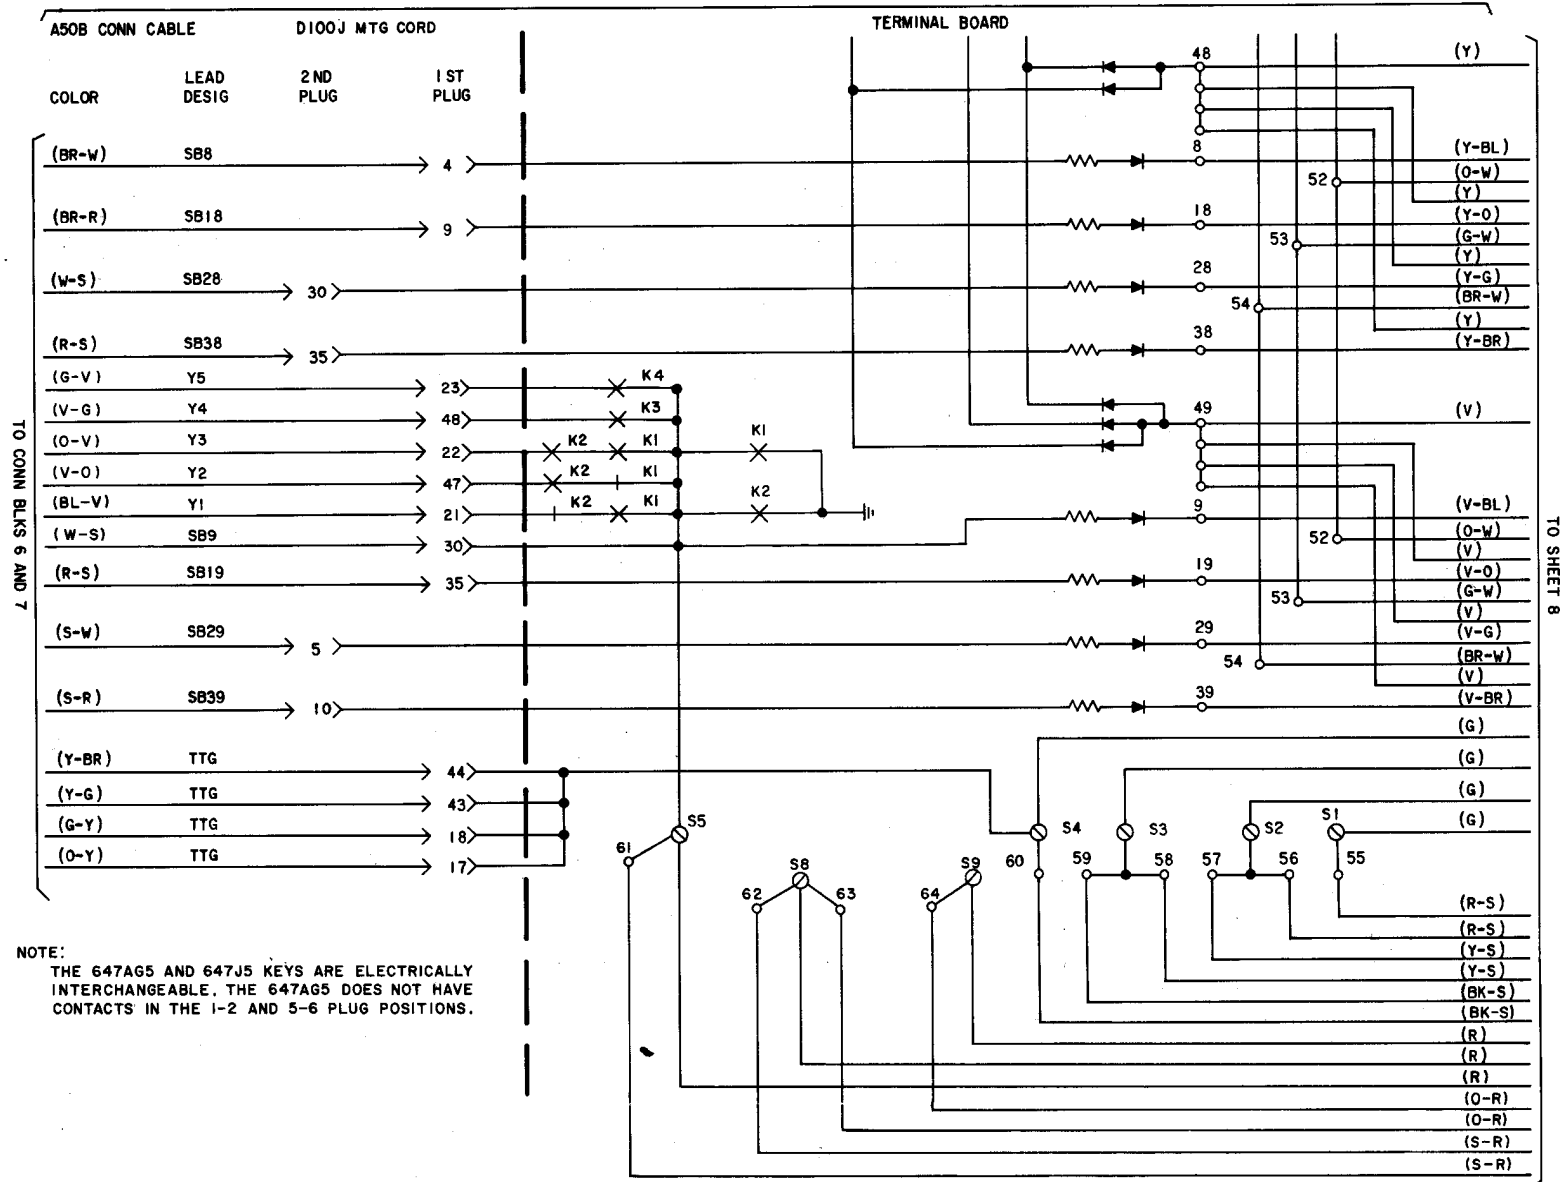 A50B CONN CABLE D100J MTG CORD TERMINAL BOARD
COLOR LEAD DESIG 2ND PLUG 1ST PLUG
48 (Y)
(BR-W) SB8 4 8 (Y-BL)
52 (O-W)
(Y)
(BR-R) SB18 9 18 (Y-O)
53 (G-W)
(Y)
(W-S) SB28 30 28 (Y-G)
54 (BR-W)
(Y)
(R-S) SB38 35 38 (Y-BR)
(G-V) Y5 23 K4
(V-G) Y4 48 K3 49 (V)
(O-V) Y3 22 K2 K1 K1
(V-O) Y2 47 K2 K1
(BL-V) Y1 21 K2 K1 K2 9 (V-BL)
(W-S) SB9 30 52 (O-W)
(V)
(R-S) SB19 35 19 (V-O)
53 (G-W)
(V)
(S-W) SB29 5 29 (V-G)
54 (BR-W)
(V)
(S-R) SB39 10 39 (V-BR)
(G)
(Y-BR) TTG 44 (G)
(Y-G) TTG 43 (G)
(G-Y) TTG 18 S5 S4 S3 S2 S1 (G)
(O-Y) TTG 17 61 S8 S9 60 59 58 57 56 55
62 63 64
(R-S)
(R-S)
(Y-S)
(Y-S)
(BK-S)
(BK-S)
(R)
(R)
(R)
(O-R)
(O-R)
(S-R)
(S-R)
TO CONN BLKS 6 AND 7
TO SHEET 8
NOTE:
THE 647AG5 AND 647J5 KEYS ARE ELECTRICALLY
INTERCHANGEABLE. THE 647AG5 DOES NOT HAVE
CONTACTS IN THE 1-2 AND 5-6 PLUG POSITIONS.